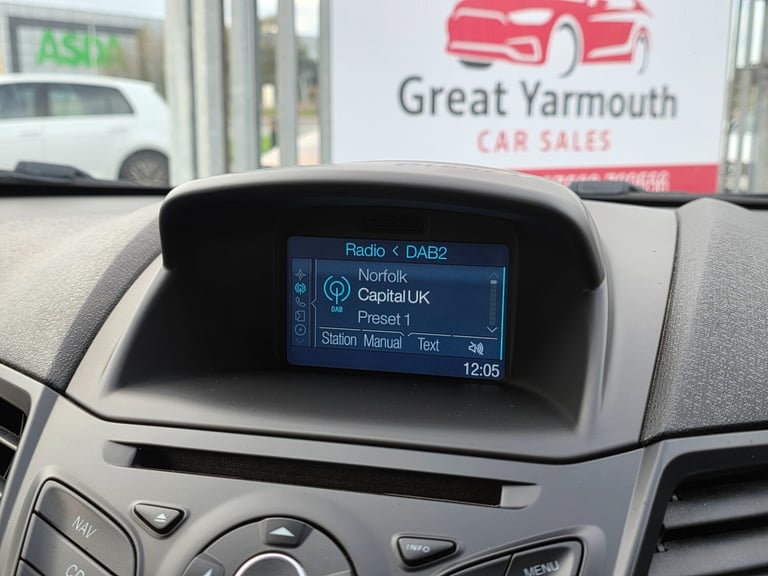 ASDA
Great Yarmouth
CAR SALES
Radio < DAB2
Norfolk
Capital UK
DAB
Preset 1
Station Manual Text
12:05
NAV
INFO
MENU